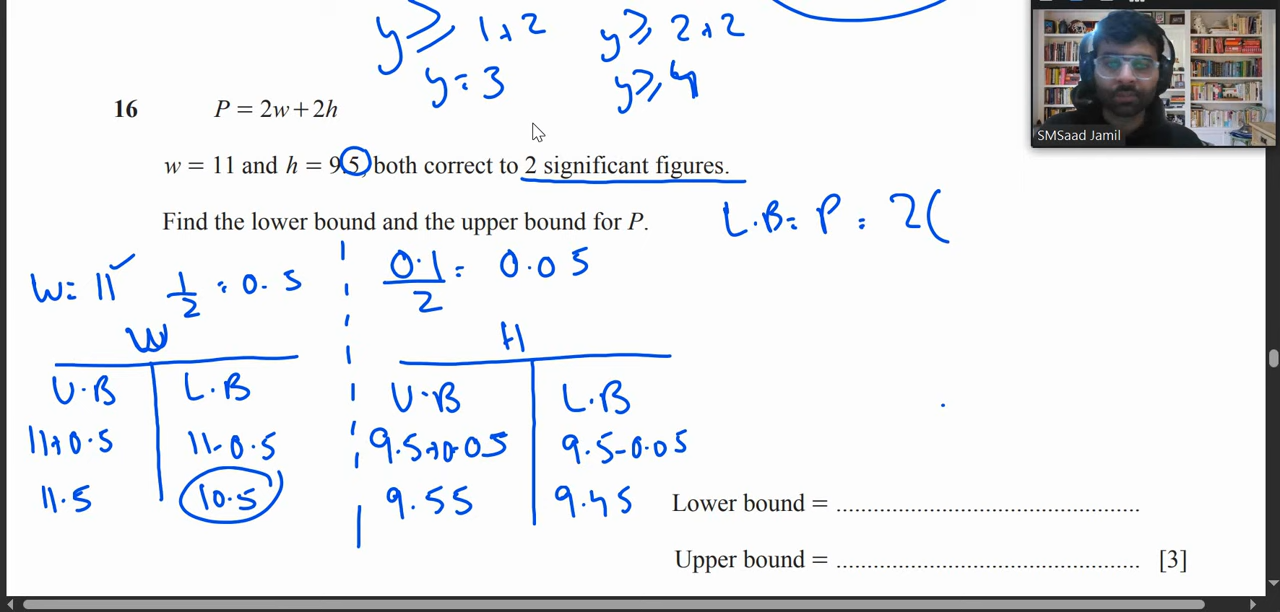 y ⩾ 1+2   y ⩾ 2+2
y = 3   y ⩾ 4
SMSaad Jamil
16 P = 2w + 2h
w = 11 and h = 9.5, both correct to 2 significant figures.
Find the lower bound and the upper bound for P.
L.B = P = 2(
W = 11 ✓ 1/2 = 0.5   0.1/2 = 0.05
W   H
U.B L.B   U.B L.B
11+0.5 11-0.5   9.5+0.05 9.5-0.05
11.5 10.5   9.55 9.45
Lower bound = ................................................
Upper bound = ................................................ [3]